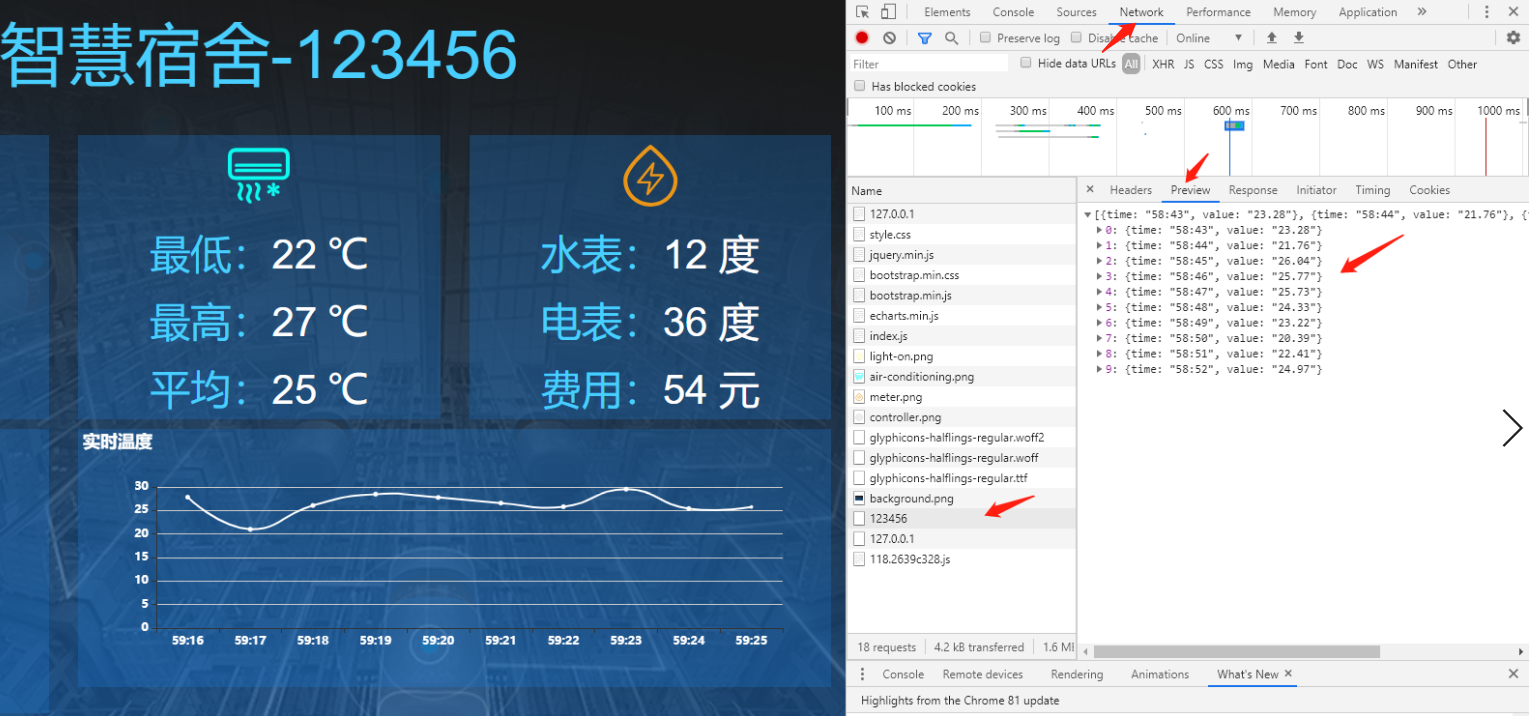 智慧宿舍-123456
最低：22 ℃
最高：27 ℃
平均：25 ℃
水表：12 度
电表：36 度
费用：54 元
实时温度
30
25
20
15
10
5
0
59:16 59:17 59:18 59:19 59:20 59:21 59:22 59:23 59:24 59:25
Elements Console Sources Network Performance Memory Application »
Preserve log Disable cache Online
Filter Hide data URLs All XHR JS CSS Img Media Font Doc WS Manifest Other
Has blocked cookies
100 ms 200 ms 300 ms 400 ms 500 ms 600 ms 700 ms 800 ms 900 ms 1000 ms
Name
127.0.0.1
style.css
jquery.min.js
bootstrap.min.css
bootstrap.min.js
echarts.min.js
index.js
light-on.png
air-conditioning.png
meter.png
controller.png
glyphicons-halflings-regular.woff2
glyphicons-halflings-regular.woff
glyphicons-halflings-regular.ttf
background.png
123456
127.0.0.1
118.2639c328.js
18 requests 4.2 kB transferred 1.6 M
Headers Preview Response Initiator Timing Cookies
[{time: "58:43", value: "23.28"}, {time: "58:44", value: "21.76"}, {
0: {time: "58:43", value: "23.28"}
1: {time: "58:44", value: "21.76"}
2: {time: "58:45", value: "26.04"}
3: {time: "58:46", value: "25.77"}
4: {time: "58:47", value: "25.73"}
5: {time: "58:48", value: "24.33"}
6: {time: "58:49", value: "23.22"}
7: {time: "58:50", value: "20.39"}
8: {time: "58:51", value: "22.41"}
9: {time: "58:52", value: "24.97"}
Console Remote devices Rendering Animations What's New
Highlights from the Chrome 81 update